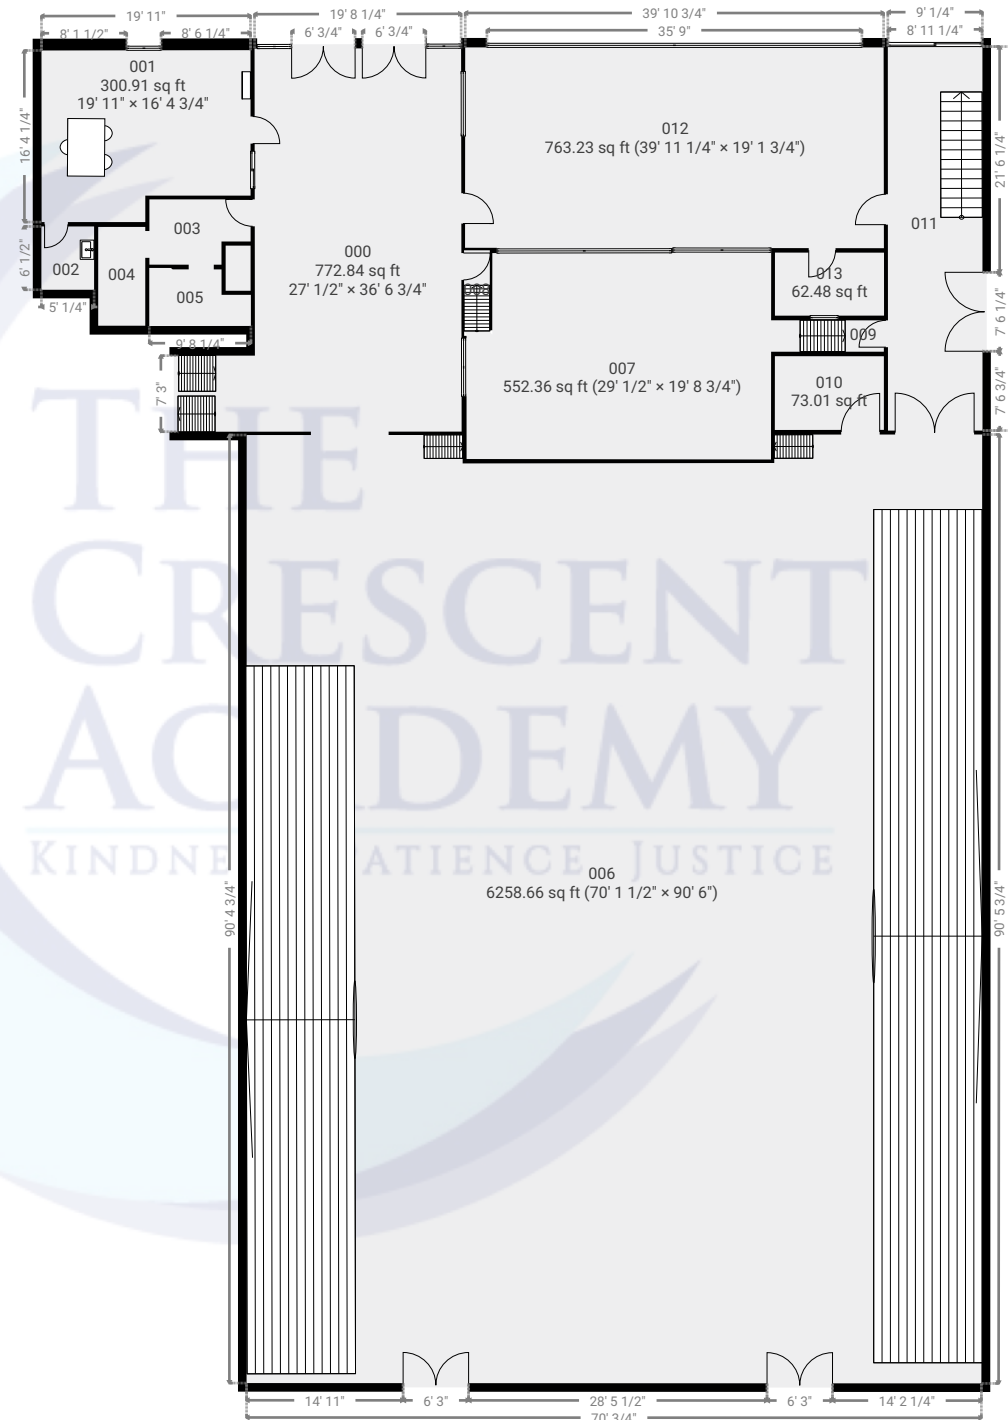 19' 11"
19' 8 1/4"
39' 10 3/4"
9' 1/4"
8' 1 1/2"
8' 6 1/4"
6' 3/4"
6' 3/4"
35' 9"
8' 11 1/4"
001
300.91 sq ft
19' 11" × 16' 4 3/4"
16' 4 1/4"
012
763.23 sq ft (39' 11 1/4" × 19' 1 3/4")
21' 6 1/4"
011
003
002
004
005
6' 1/2"
5' 1/4"
9' 8 1/4"
000
772.84 sq ft
27' 1/2" × 36' 6 3/4"
013
62.48 sq ft
009
7' 6 1/4"
7' 3"
007
552.36 sq ft (29' 1/2" × 19' 8 3/4")
010
73.01 sq ft
7' 6 3/4"
THE
CRESCENT
ACADEMY
JUSTICE
006
6258.66 sq ft (70' 1 1/2" × 90' 6")
90' 4 3/4"
90' 5 3/4"
14' 11"
6' 3"
28' 5 1/2"
6' 3"
14' 2 1/4"
70' 3/4"